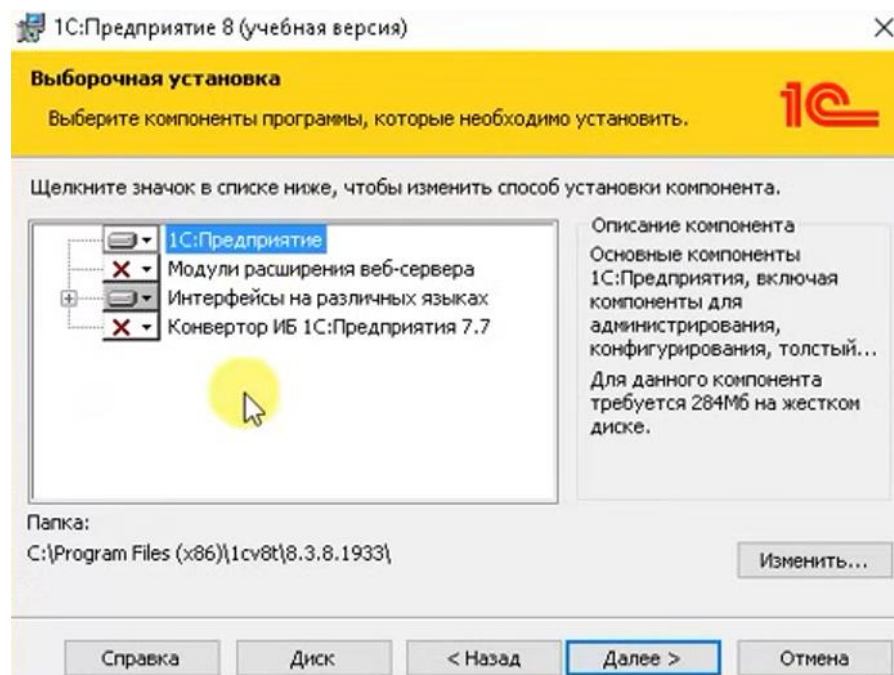 1С:Предприятие 8 (учебная версия)
Выборочная установка
Выберите компоненты программы, которые необходимо установить.
1С
Щелкните значок в списке ниже, чтобы изменить способ установки компонента.
1С:Предприятие
Модули расширения веб-сервера
Интерфейсы на различных языках
Конвертор ИБ 1С:Предприятия 7.7
Описание компонента
Основные компоненты
1С:Предприятия, включая
компоненты для
администрирования,
конфигурирования, толстый...
Для данного компонента
требуется 284Мб на жестком
диске.
Папка:
C:\Program Files (x86)\1cv8t\8.3.8.1933\
Изменить...
Справка
Диск
< Назад
Далее >
Отмена